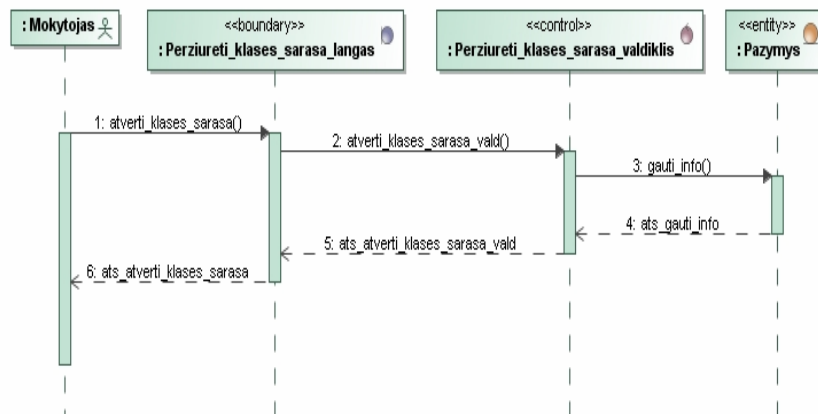 : Mokytojas
<<boundary>>
: Perziureti_klases_sarasa_langas
<<control>>
: Perziureti_klases_sarasa_valdiklis
<<entity>>
: Pazymys
1: atverti_klases_sarasa()
2: atverti_klases_sarasa_vald()
3: gauti_info()
4: ats_gauti_info
5: ats_atverti_klases_sarasa_vald
6: ats_atverti_klases_sarasa